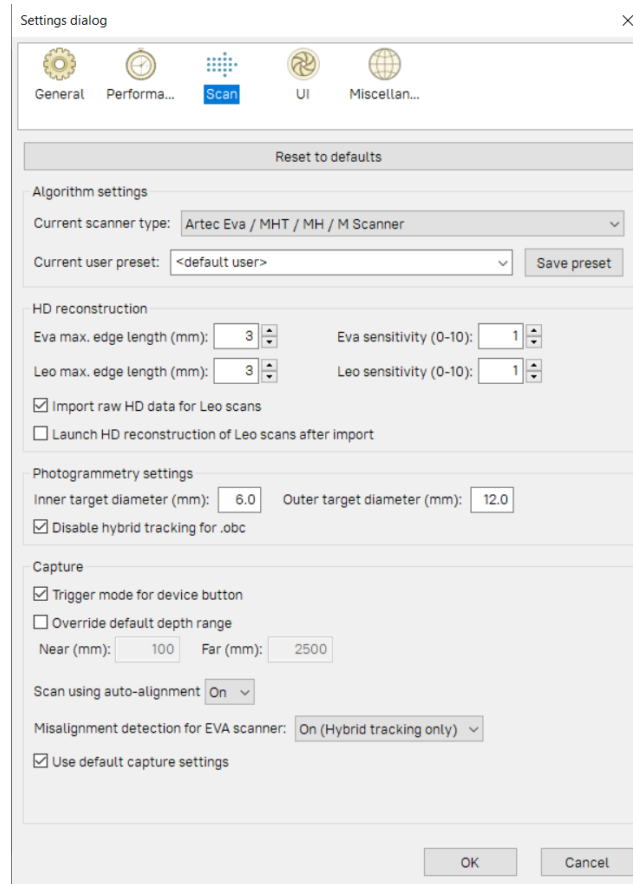 Settings dialog
General Performa... Scan UI Miscellan...
Reset to defaults
Algorithm settings
Current scanner type: Artec Eva / MHT / MH / M Scanner
Current user preset: <default user> Save preset
HD reconstruction
Eva max. edge length (mm): 3 Eva sensitivity (0-10): 1
Leo max. edge length (mm): 3 Leo sensitivity (0-10): 1
Import raw HD data for Leo scans
Launch HD reconstruction of Leo scans after import
Photogrammetry settings
Inner target diameter (mm): 6.0 Outer target diameter (mm): 12.0
Disable hybrid tracking for .obc
Capture
Trigger mode for device button
Override default depth range
Near (mm): 100 Far (mm): 2500
Scan using auto-alignment On
Misalignment detection for EVA scanner: On (Hybrid tracking only)
Use default capture settings
OK Cancel